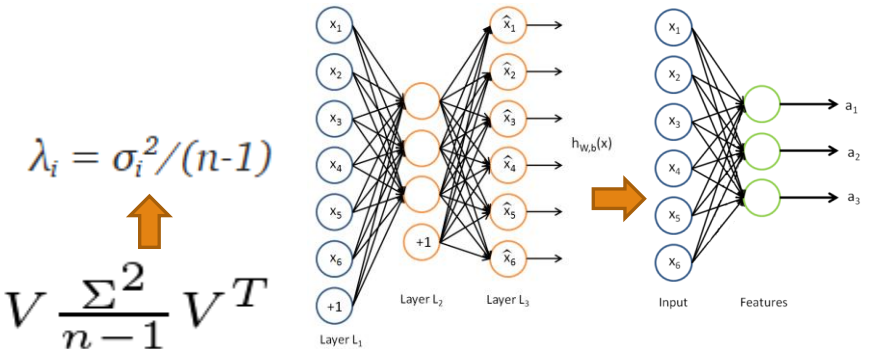 λᵢ = σᵢ²/(n-1)
V Σ²/(n − 1) Vᵀ
x₁
x₂
x₃
x₄
x₅
x₆
+1
Layer L₁
+1
Layer L₂
x̂₁
x̂₂
x̂₃
x̂₄
x̂₅
x̂₆
Layer L₃
h_{W,b}(x)
x₁
x₂
x₃
x₄
x₅
x₆
Input
Features
a₁
a₂
a₃